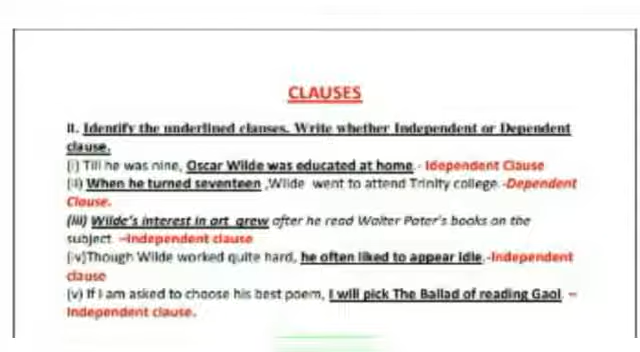 CLAUSES
II. Identify the underlined clauses. Write whether Independent or Dependent
clause.
(i) Till he was nine, Oscar Wilde was educated at home.- Idependent Clause
(ii) When he turned seventeen ,Wilde went to attend Trinity college.-Dependent
Clause.
(iii) Wilde's interest in art grew after he read Walter Pater's books on the
subject. –Independent clause
(iv)Though Wilde worked quite hard, he often liked to appear idle.-Independent
clause
(v) If I am asked to choose his best poem, I will pick The Ballad of reading Gaol. –
Independent clause.